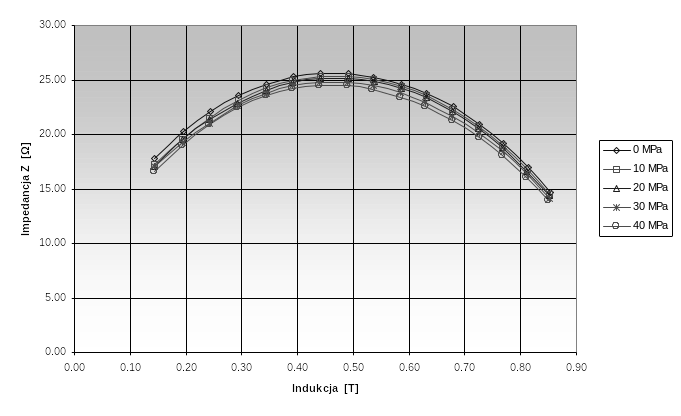 30.00
25.00
20.00
15.00
10.00
5.00
0.00
Impedancja Z [Ω]
0.00 0.10 0.20 0.30 0.40 0.50 0.60 0.70 0.80 0.90
Indukcja [T]
0 MPa
10 MPa
20 MPa
30 MPa
40 MPa